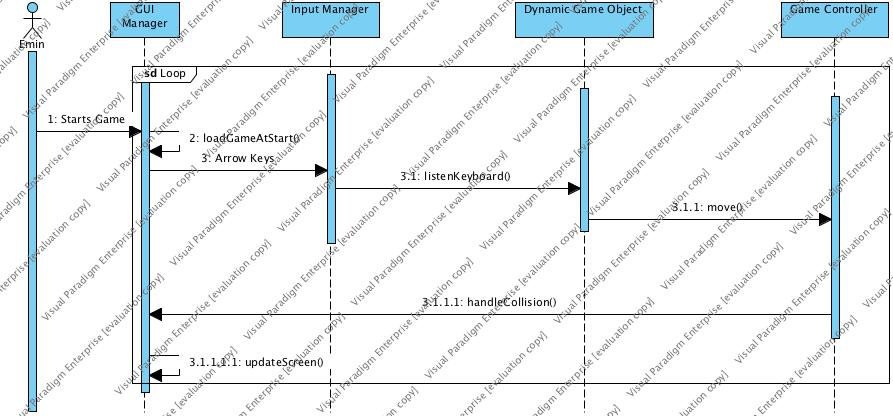 GUI Manager
Input Manager
Dynamic Game Object
Game Controller
Emin
sd Loop
1: Starts Game
2: loadGameAtStart()
3: Arrow Keys
3.1: listenKeyboard()
3.1.1: move()
3.1.1.1: handleCollision()
3.1.1.1.1: updateScreen()
Visual Paradigm Enterprise [evaluation copy]